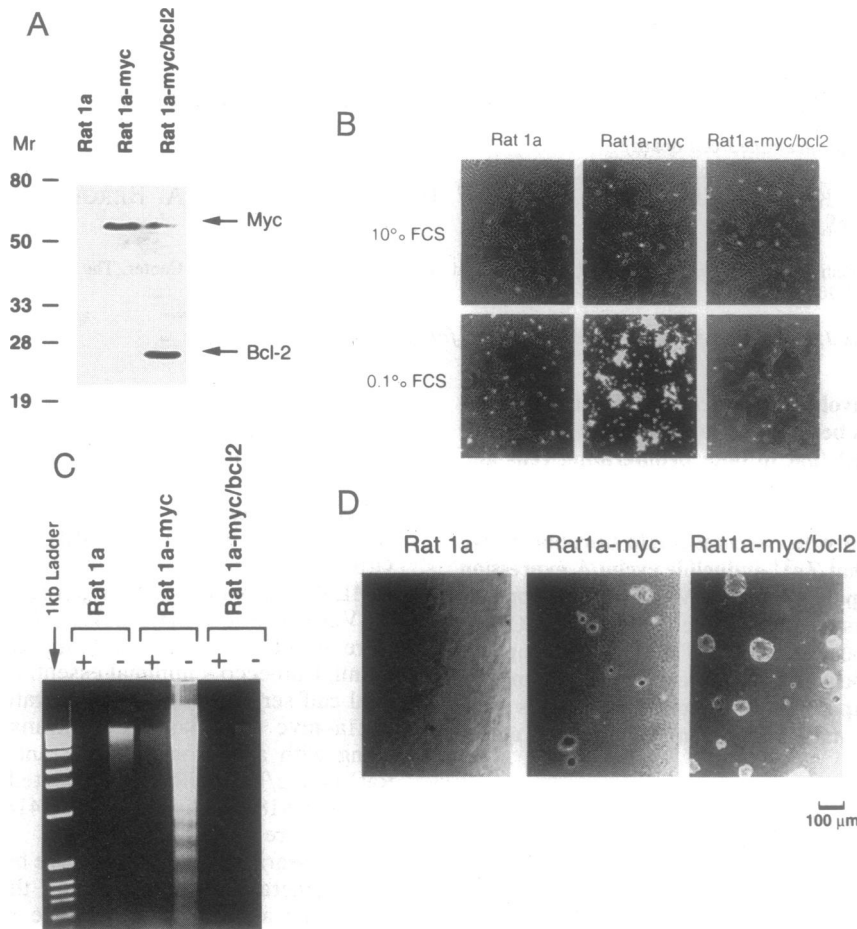 A
Rat 1a
Rat 1a-myc
Rat 1a-myc/bcl2
Mr
80
50
33
28
19
Myc
Bcl-2
B
Rat 1a
Rat1a-myc
Rat1a-myc/bcl2
10% FCS
0.1% FCS
C
1kb Ladder
Rat 1a
Rat 1a-myc
Rat 1a-myc/bcl2
+ - + - + -
D
Rat 1a
Rat1a-myc
Rat1a-myc/bcl2
100 μm